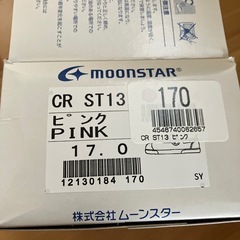 MOONSTAR
CR ST13
170
ピンク
PINK
4548740082657
CR ST13 ピンク
17.0
12130184 170
SY
株式会社 ムーンスター